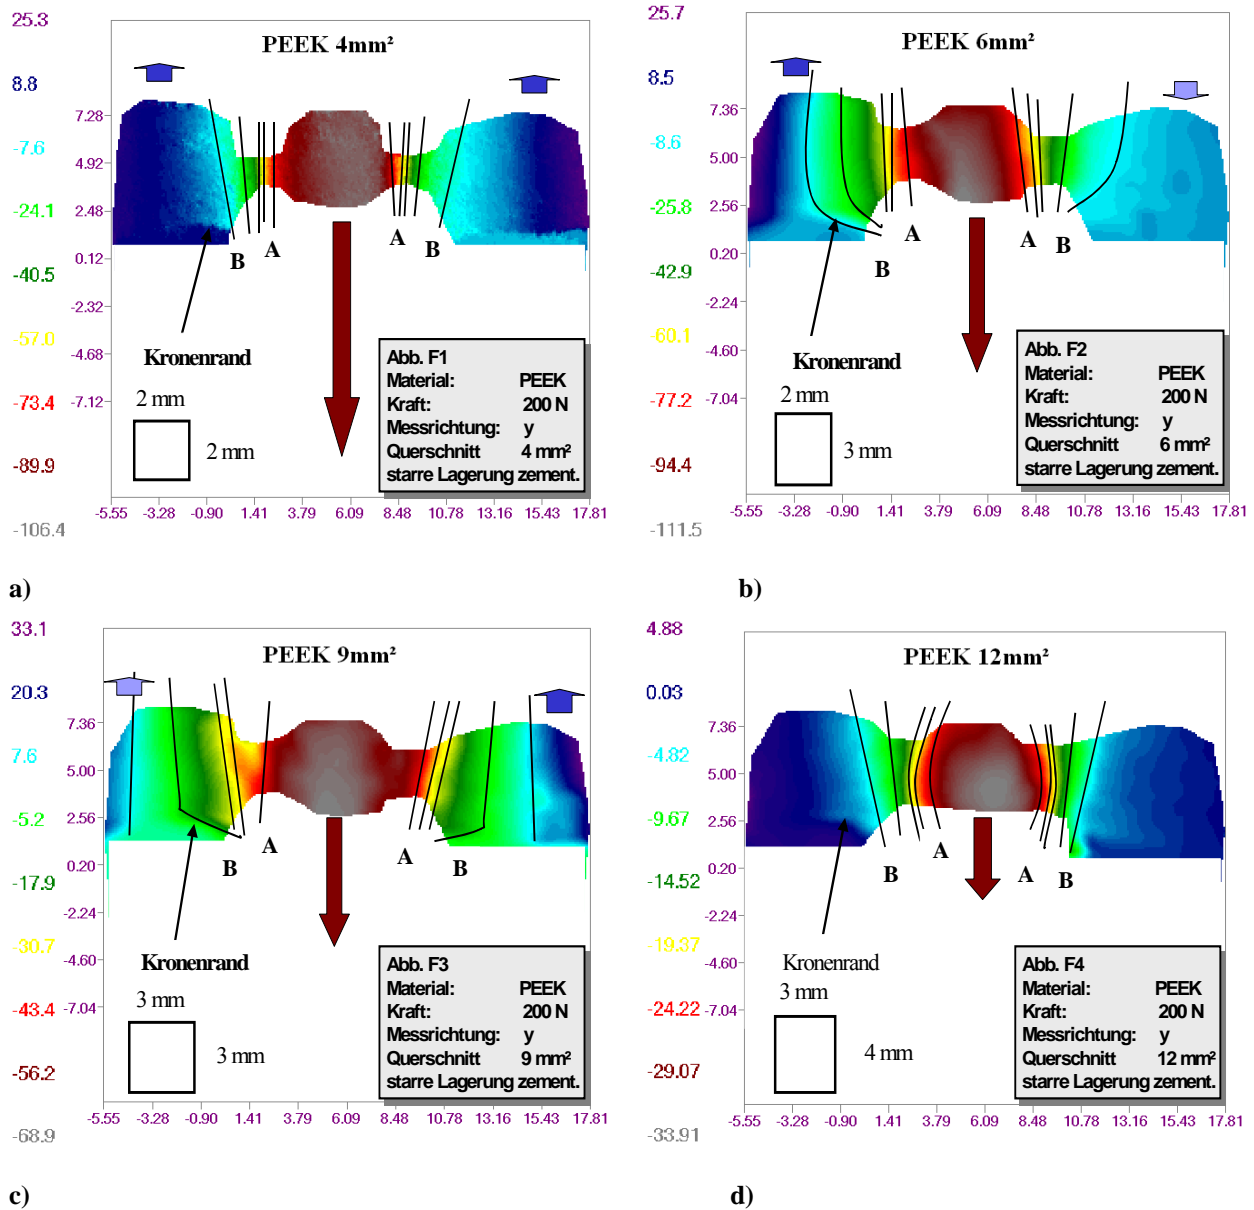 PEEK 4mm²
25.3
8.8
-7.6
-24.1
-40.5
-57.0
-73.4
-89.9
-106.4
7.28
4.92
2.48
0.12
-2.32
-4.68
-7.12
B
A
A
B
Kronenrand
2 mm
2 mm
Abb. F1
Material: PEEK
Kraft: 200 N
Messrichtung: y
Querschnitt 4 mm²
starre Lagerung zement.
-5.55 -3.28 -0.90 1.41 3.79 6.09 8.48 10.78 13.16 15.43 17.81
a)
PEEK 6mm²
25.7
8.5
-8.6
-25.8
-42.9
-60.1
-77.2
-94.4
-111.5
7.36
5.00
2.56
0.20
-2.24
-4.60
-7.04
B
A
A
B
Kronenrand
2 mm
3 mm
Abb. F2
Material: PEEK
Kraft: 200 N
Messrichtung: y
Querschnitt 6 mm²
starre Lagerung zement.
-5.55 -3.28 -0.90 1.41 3.79 6.09 8.48 10.78 13.16 15.43 17.81
b)
PEEK 9mm²
33.1
20.3
7.6
-5.2
-17.9
-30.7
-43.4
-56.2
-68.9
7.36
5.00
2.56
0.20
-2.24
-4.60
-7.04
B
A
A
B
Kronenrand
3 mm
3 mm
Abb. F3
Material: PEEK
Kraft: 200 N
Messrichtung: y
Querschnitt 9 mm²
starre Lagerung zement.
-5.55 -3.28 -0.90 1.41 3.79 6.09 8.48 10.78 13.16 15.43 17.81
c)
PEEK 12mm²
4.88
0.03
-4.82
-9.67
-14.52
-19.37
-24.22
-29.07
-33.91
7.36
5.00
2.56
0.20
-2.24
-4.60
-7.04
B
A
A
B
Kronenrand
3 mm
4 mm
Abb. F4
Material: PEEK
Kraft: 200 N
Messrichtung: y
Querschnitt 12 mm²
starre Lagerung zement.
-5.55 -3.28 -0.90 1.41 3.79 6.09 8.48 10.78 13.16 15.43 17.81
d)